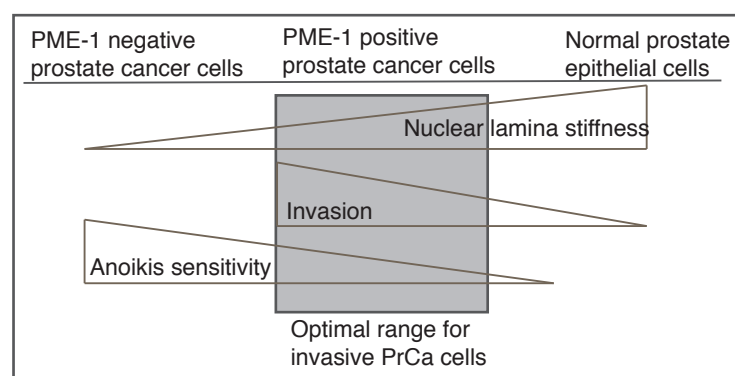 PME-1 negative
prostate cancer cells
PME-1 positive
prostate cancer cells
Normal prostate
epithelial cells
Nuclear lamina stiffness
Invasion
Anoikis sensitivity
Optimal range for
invasive PrCa cells